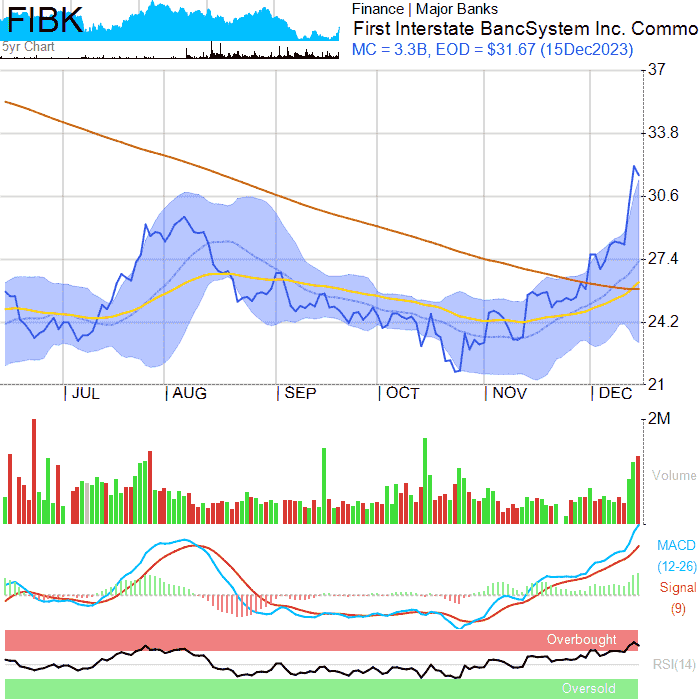 FIBK
5yr Chart
Finance | Major Banks
First Interstate BancSystem Inc. Commo
MC = 3.3B, EOD = $31.67 (15Dec2023)
37
33.8
30.6
27.4
24.2
21
JUL
AUG
SEP
OCT
NOV
DEC
2M
Volume
MACD
(12-26)
Signal
(9)
Overbought
RSI(14)
Oversold